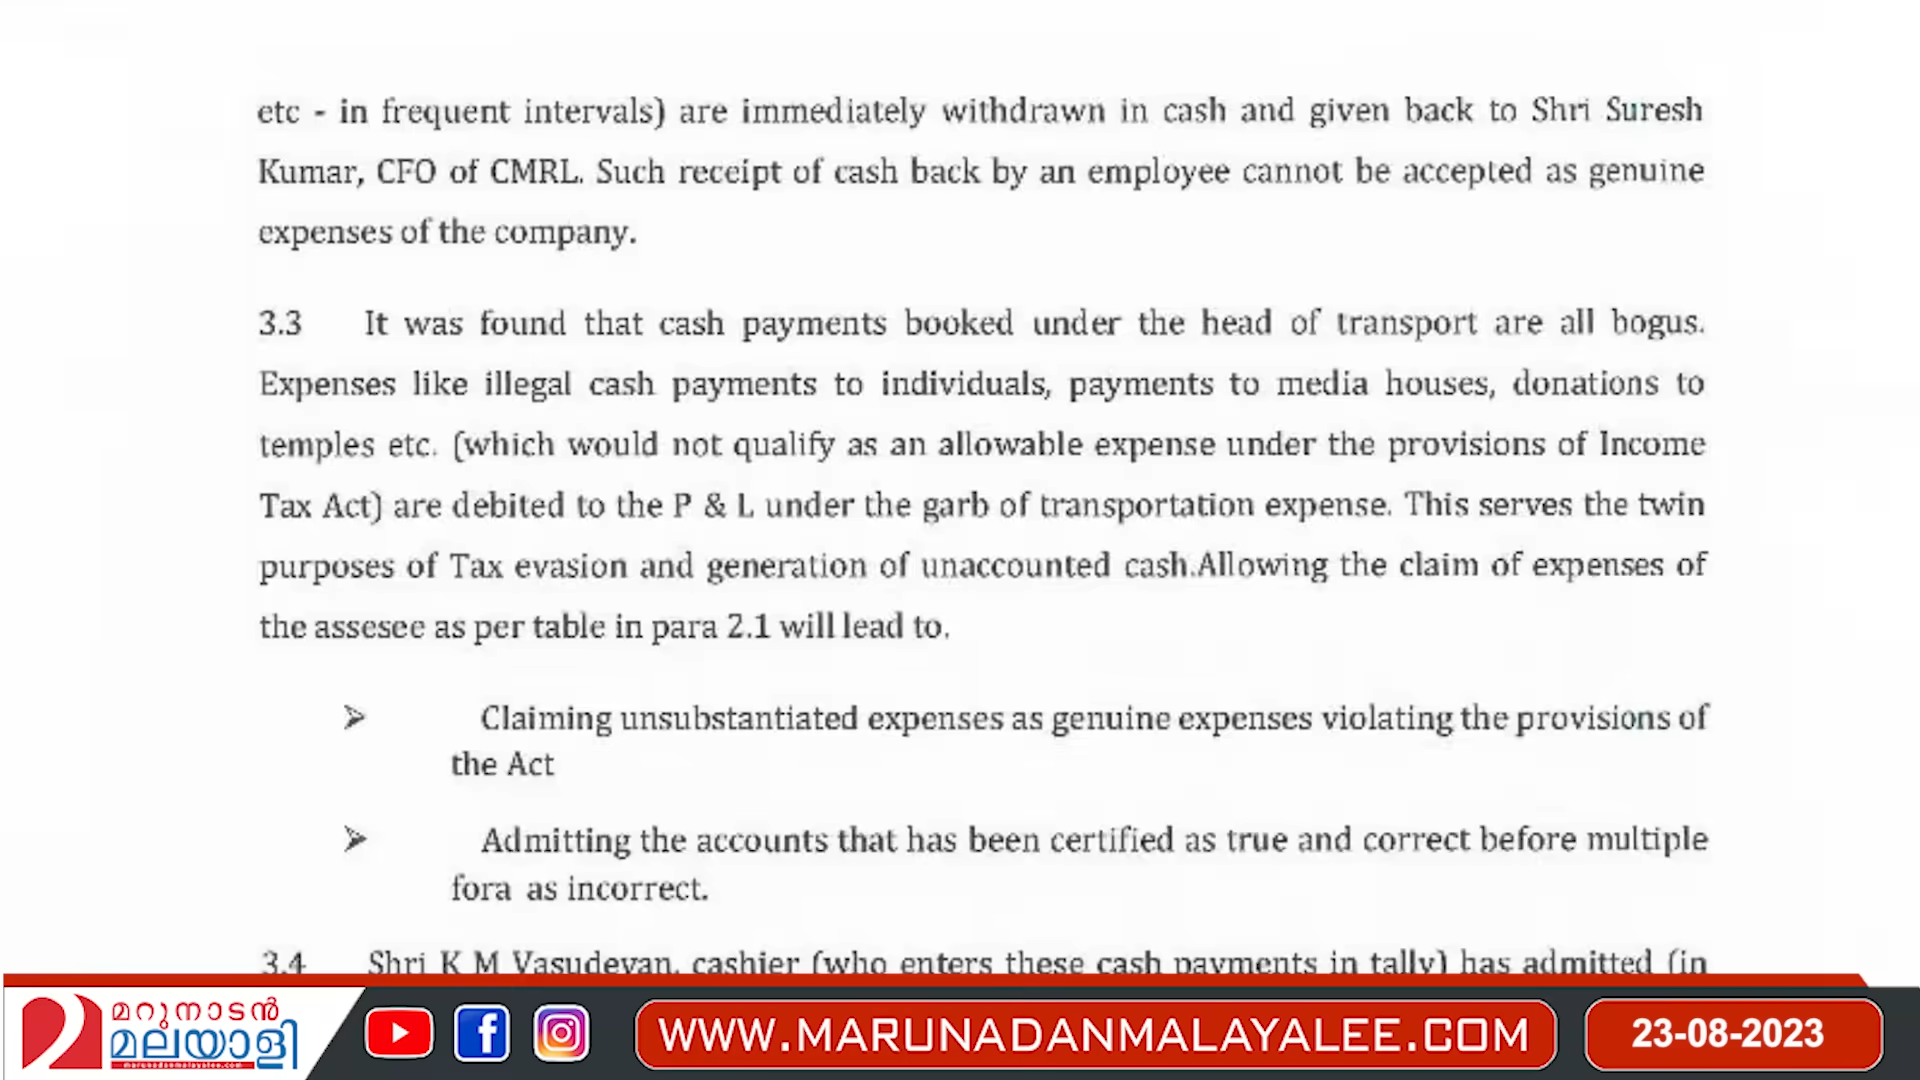 etc - in frequent intervals) are immediately withdrawn in cash and given back to Shri Suresh
Kumar, CFO of CMRL. Such receipt of cash back by an employee cannot be accepted as genuine
expenses of the company.
3.3 It was found that cash payments booked under the head of transport are all bogus.
Expenses like illegal cash payments to individuals, payments to media houses, donations to
temples etc. (which would not qualify as an allowable expense under the provisions of Income
Tax Act) are debited to the P & L under the garb of transportation expense. This serves the twin
purposes of Tax evasion and generation of unaccounted cash.Allowing the claim of expenses of
the assesee as per table in para 2.1 will lead to.
➢ Claiming unsubstantiated expenses as genuine expenses violating the provisions of
the Act
➢ Admitting the accounts that has been certified as true and correct before multiple
fora as incorrect.
3.4 Shri K M Vasudevan, cashier (who enters these cash payments in tally) has admitted (in
മറുനാടൻ
മലയാളി
marunadanmalayalee.com
WWW.MARUNADANMALAYALEE.COM
23-08-2023